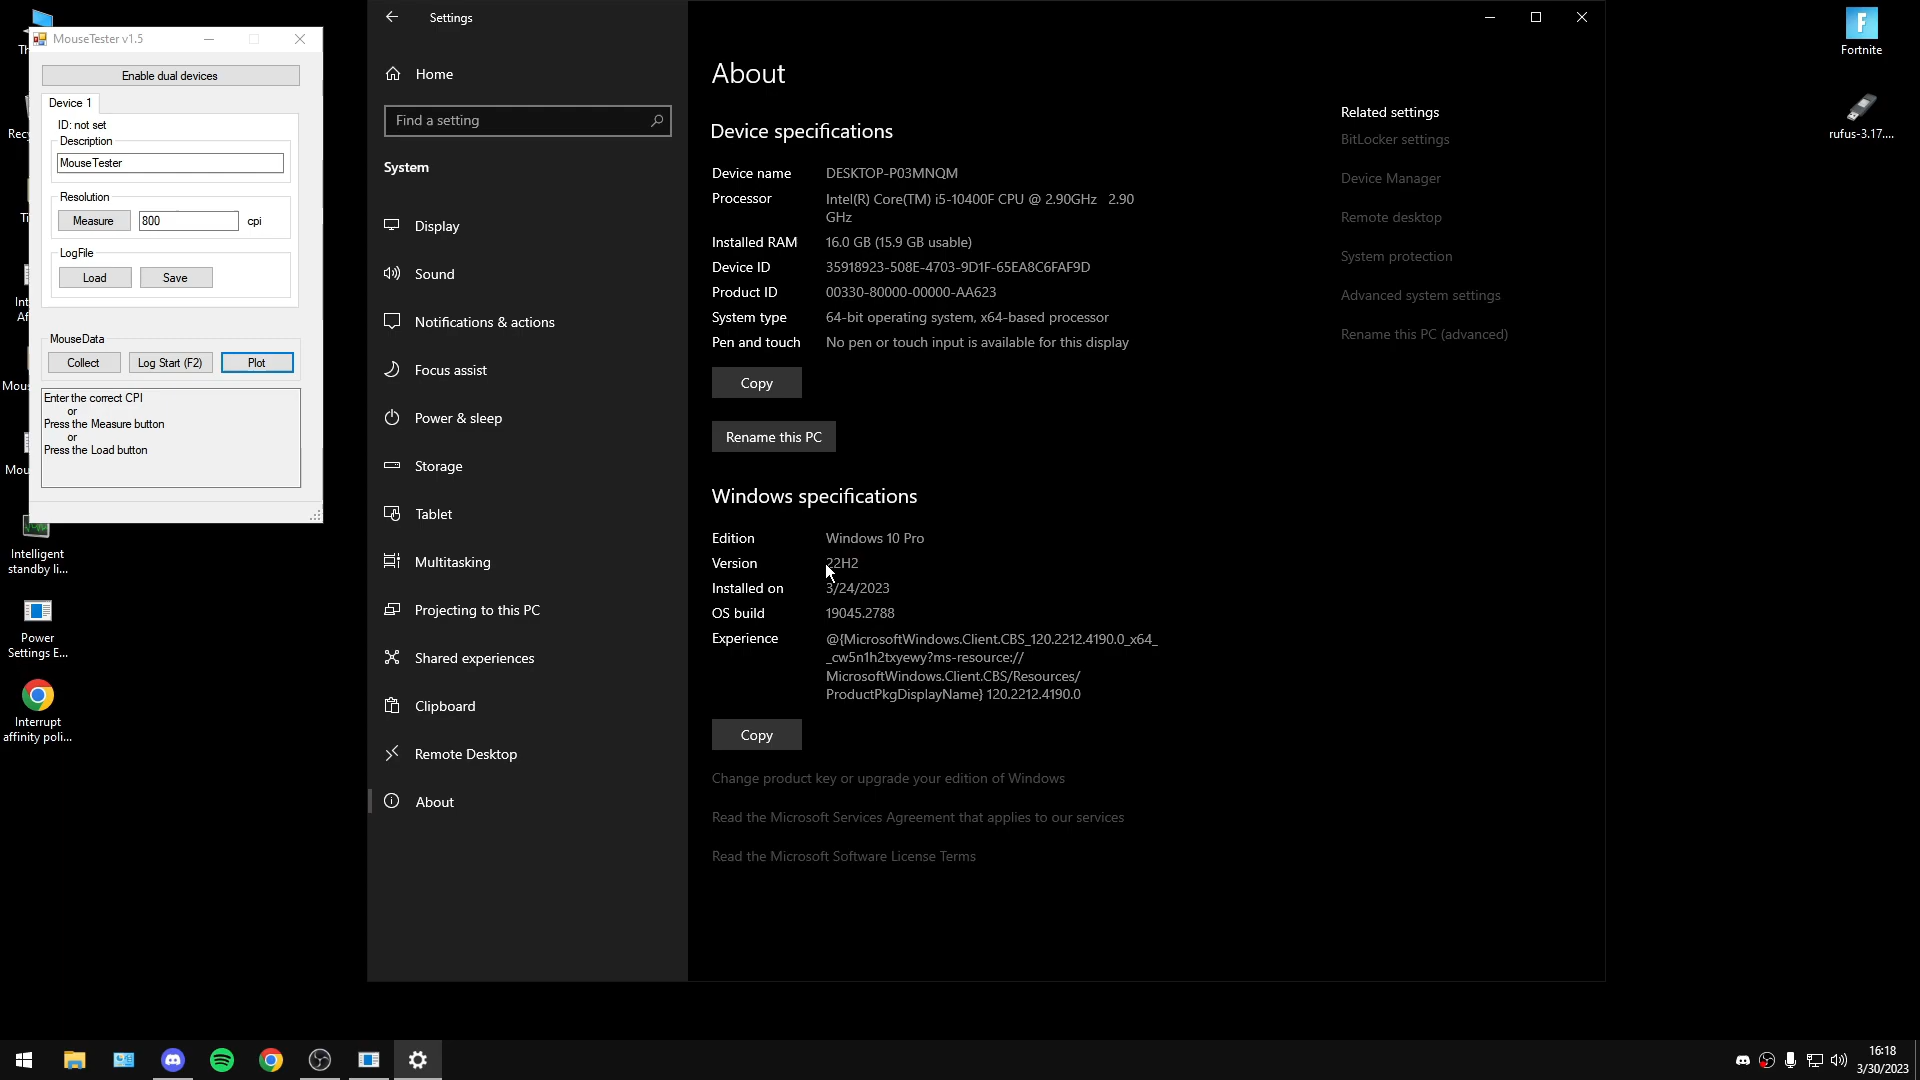 MouseTester v1.5
Enable dual devices
Device 1
ID: not set
Description
MouseTester
Resolution
Measure
800
cpi
LogFile
Load
Save
MouseData
Collect
Log Start (F2)
Plot
Enter the correct CPI
or
Press the Measure button
or
Press the Load button
Intelligent
standby li...
Power
Settings E...
Interrupt
affinity poli...
Settings
Home
Find a setting
System
Display
Sound
Notifications & actions
Focus assist
Power & sleep
Storage
Tablet
Multitasking
Projecting to this PC
Shared experiences
Clipboard
Remote Desktop
About
About
Device specifications
Device name DESKTOP-P03MNQM
Processor Intel(R) Core(TM) i5-10400F CPU @ 2.90GHz 2.90
GHz
Installed RAM 16.0 GB (15.9 GB usable)
Device ID 35918923-508E-4703-9D1F-65EA8C6FAF9D
Product ID 00330-80000-00000-AA623
System type 64-bit operating system, x64-based processor
Pen and touch No pen or touch input is available for this display
Copy
Rename this PC
Windows specifications
Edition Windows 10 Pro
Version 22H2
Installed on 3/24/2023
OS build 19045.2788
Experience @{MicrosoftWindows.Client.CBS_120.2212.4190.0_x64_
_cw5n1h2txyewy?ms-resource://
MicrosoftWindows.Client.CBS/Resources/
ProductPkgDisplayName} 120.2212.4190.0
Copy
Change product key or upgrade your edition of Windows
Read the Microsoft Services Agreement that applies to our services
Read the Microsoft Software License Terms
Related settings
BitLocker settings
Device Manager
Remote desktop
System protection
Advanced system settings
Rename this PC (advanced)
Fortnite
rufus-3.17....
16:18
3/30/2023